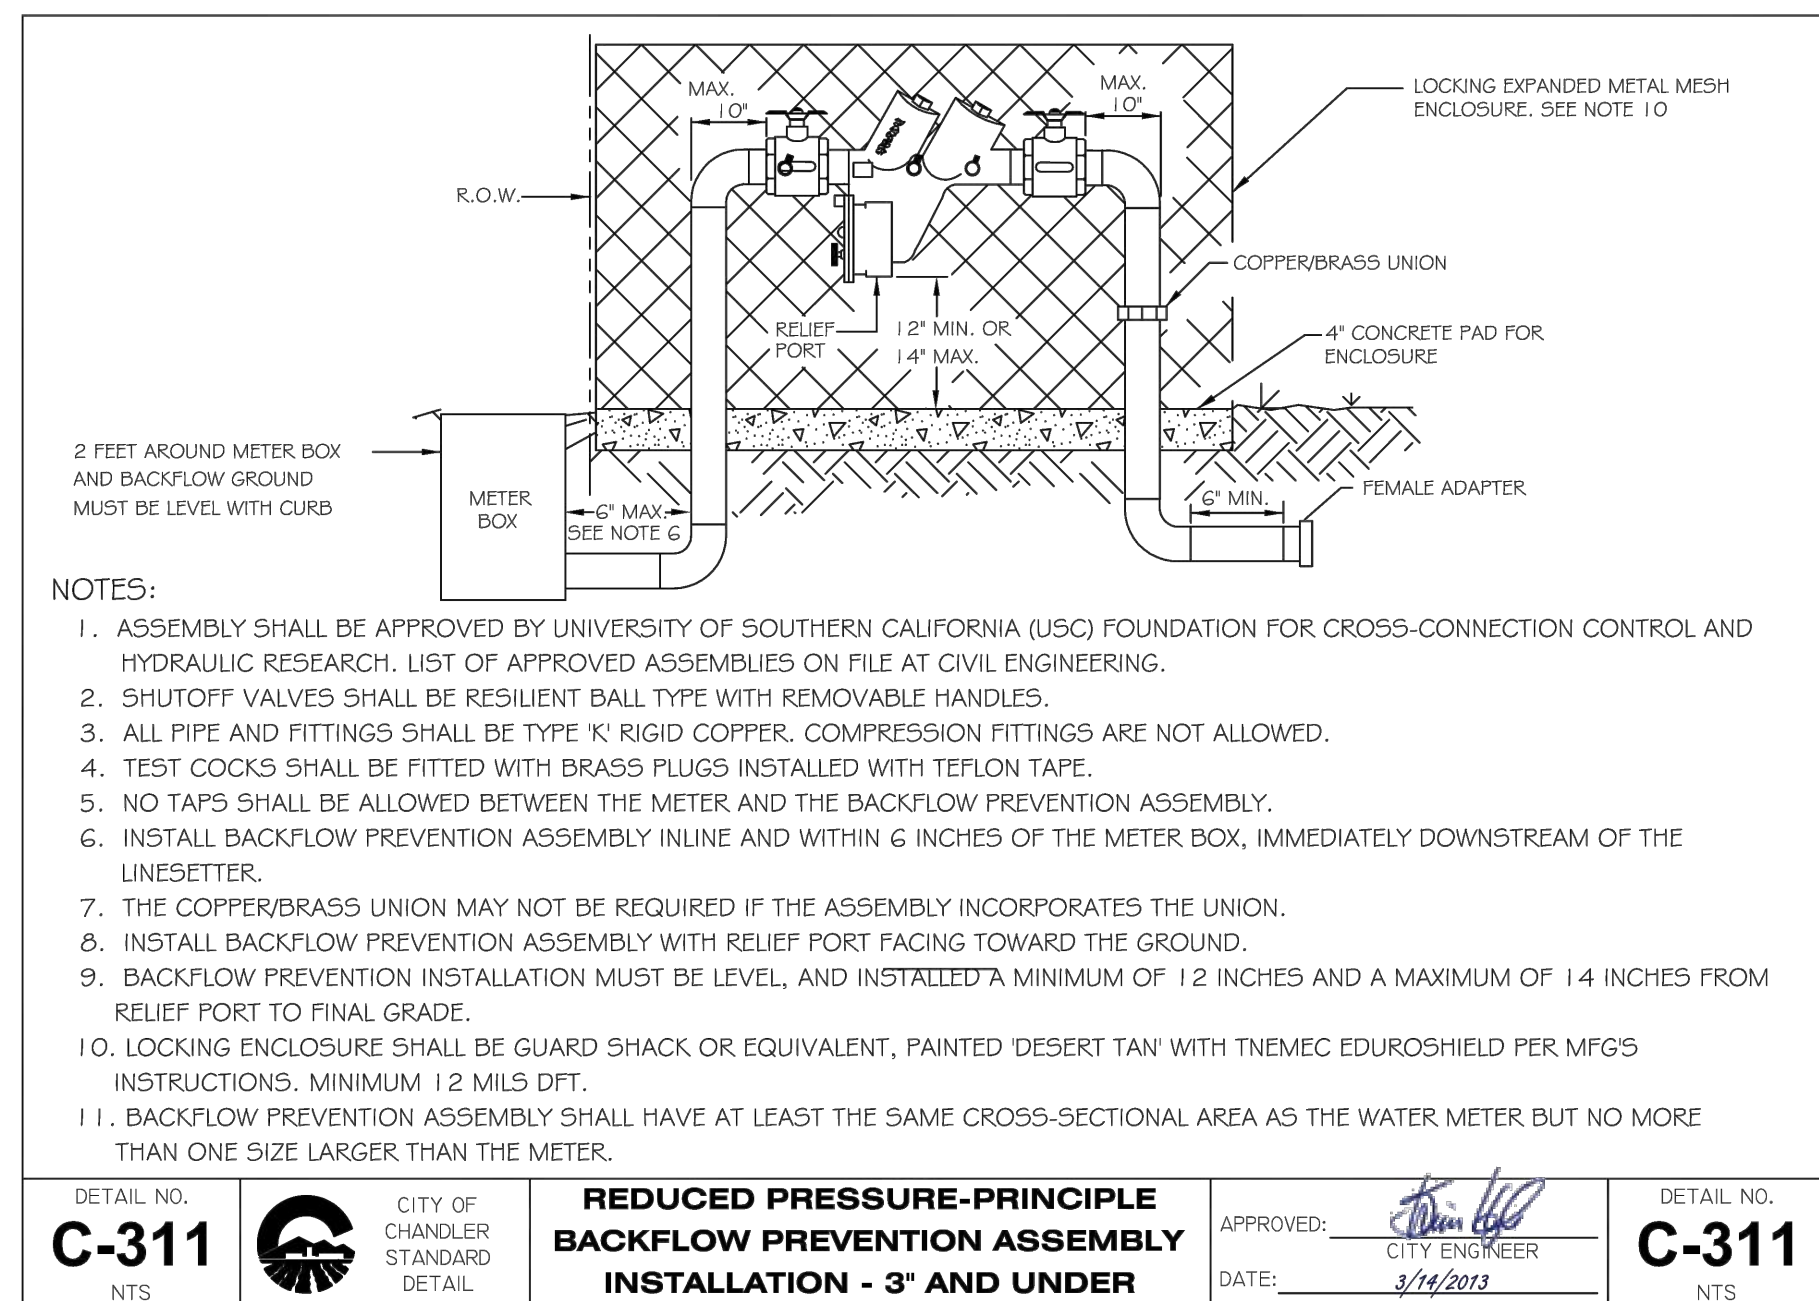 MAX.
10"
MAX.
10"
LOCKING EXPANDED METAL MESH
ENCLOSURE. SEE NOTE 10
R.O.W.
COPPER/BRASS UNION
RELIEF
PORT
12" MIN. OR
14" MAX.
4" CONCRETE PAD FOR
ENCLOSURE
2 FEET AROUND METER BOX
AND BACKFLOW GROUND
MUST BE LEVEL WITH CURB
METER
BOX
6" MAX.
SEE NOTE 6
6" MIN.
FEMALE ADAPTER
NOTES:
1. ASSEMBLY SHALL BE APPROVED BY UNIVERSITY OF SOUTHERN CALIFORNIA (USC) FOUNDATION FOR CROSS-CONNECTION CONTROL AND
HYDRAULIC RESEARCH. LIST OF APPROVED ASSEMBLIES ON FILE AT CIVIL ENGINEERING.
2. SHUTOFF VALVES SHALL BE RESILIENT BALL TYPE WITH REMOVABLE HANDLES.
3. ALL PIPE AND FITTINGS SHALL BE TYPE 'K' RIGID COPPER. COMPRESSION FITTINGS ARE NOT ALLOWED.
4. TEST COCKS SHALL BE FITTED WITH BRASS PLUGS INSTALLED WITH TEFLON TAPE.
5. NO TAPS SHALL BE ALLOWED BETWEEN THE METER AND THE BACKFLOW PREVENTION ASSEMBLY.
6. INSTALL BACKFLOW PREVENTION ASSEMBLY INLINE AND WITHIN 6 INCHES OF THE METER BOX, IMMEDIATELY DOWNSTREAM OF THE
LINESETTER.
7. THE COPPER/BRASS UNION MAY NOT BE REQUIRED IF THE ASSEMBLY INCORPORATES THE UNION.
8. INSTALL BACKFLOW PREVENTION ASSEMBLY WITH RELIEF PORT FACING TOWARD THE GROUND.
9. BACKFLOW PREVENTION INSTALLATION MUST BE LEVEL, AND INSTALLED A MINIMUM OF 12 INCHES AND A MAXIMUM OF 14 INCHES FROM
RELIEF PORT TO FINAL GRADE.
10. LOCKING ENCLOSURE SHALL BE GUARD SHACK OR EQUIVALENT, PAINTED 'DESERT TAN' WITH TNEMEC EDUROSHIELD PER MFG'S
INSTRUCTIONS. MINIMUM 12 MILS DFT.
11. BACKFLOW PREVENTION ASSEMBLY SHALL HAVE AT LEAST THE SAME CROSS-SECTIONAL AREA AS THE WATER METER BUT NO MORE
THAN ONE SIZE LARGER THAN THE METER.
DETAIL NO.
C-311
NTS
CITY OF
CHANDLER
STANDARD
DETAIL
REDUCED PRESSURE-PRINCIPLE
BACKFLOW PREVENTION ASSEMBLY
INSTALLATION - 3" AND UNDER
APPROVED:
CITY ENGINEER
DATE: 3/14/2013
DETAIL NO.
C-311
NTS